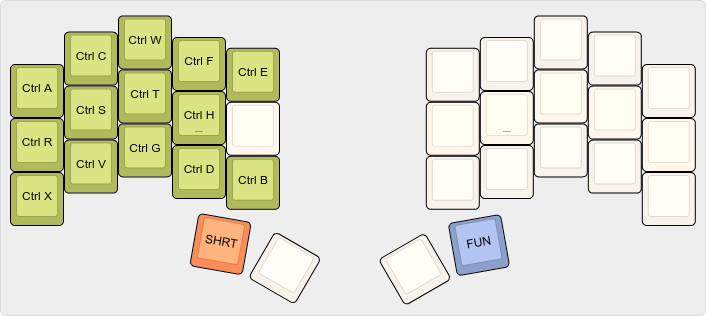 Ctrl W
Ctrl C
Ctrl F
Ctrl E
Ctrl A
Ctrl T
Ctrl S
Ctrl H
_
_
Ctrl R
Ctrl G
Ctrl V
Ctrl D
Ctrl B
Ctrl X
SHRT
FUN